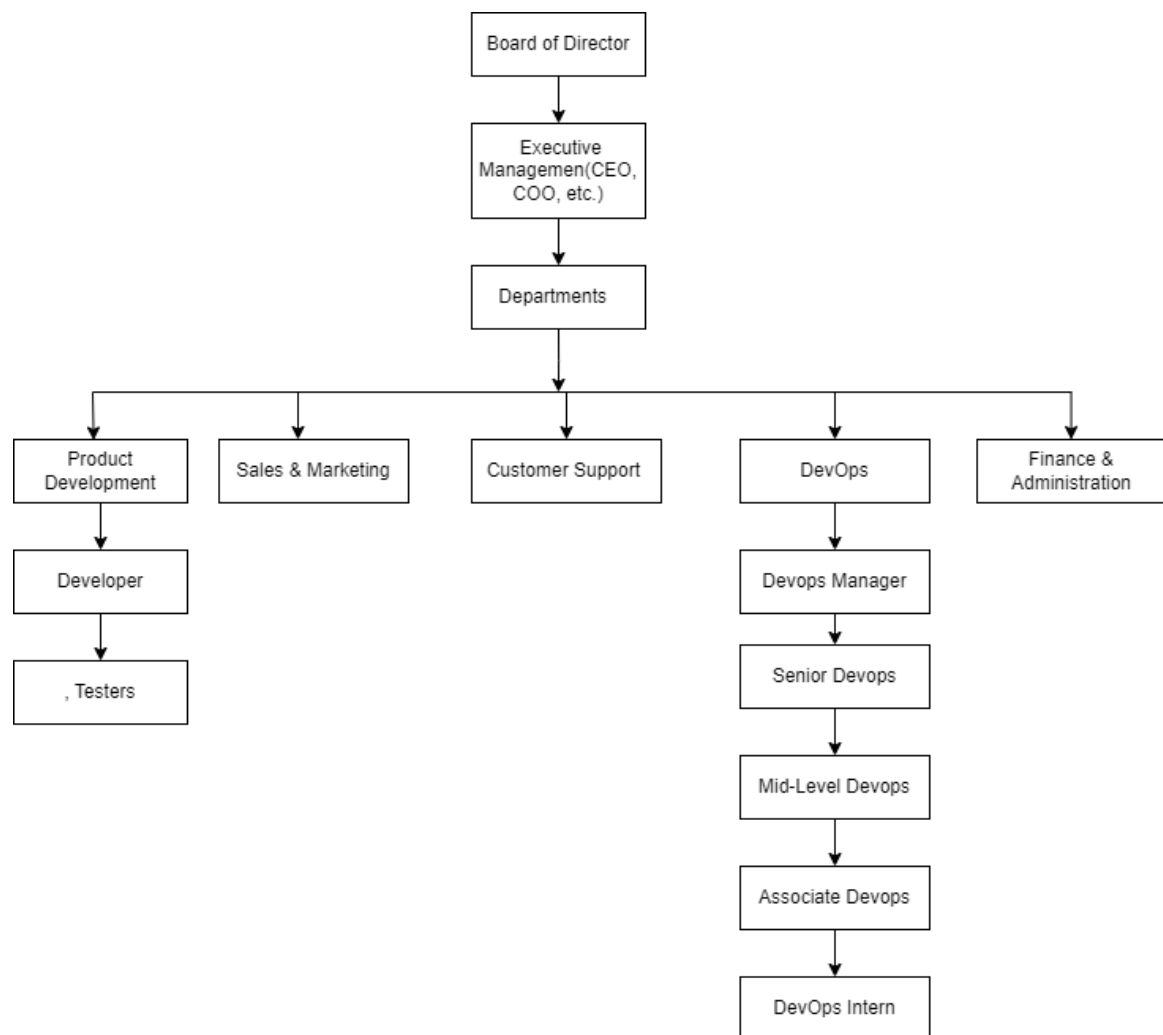 Board of Director
Executive
Managemen(CEO,
COO, etc.)
Departments
Product
Development
Sales & Marketing
Customer Support
DevOps
Finance &
Administration
Developer
Devops Manager
, Testers
Senior Devops
Mid-Level Devops
Associate Devops
DevOps Intern